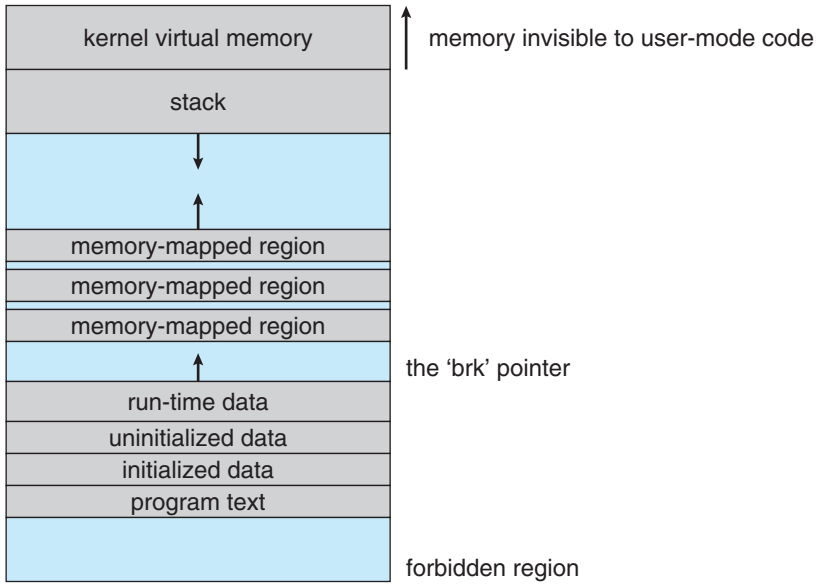 kernel virtual memory
memory invisible to user-mode code
stack
memory-mapped region
memory-mapped region
memory-mapped region
the ‘brk’ pointer
run-time data
uninitialized data
initialized data
program text
forbidden region